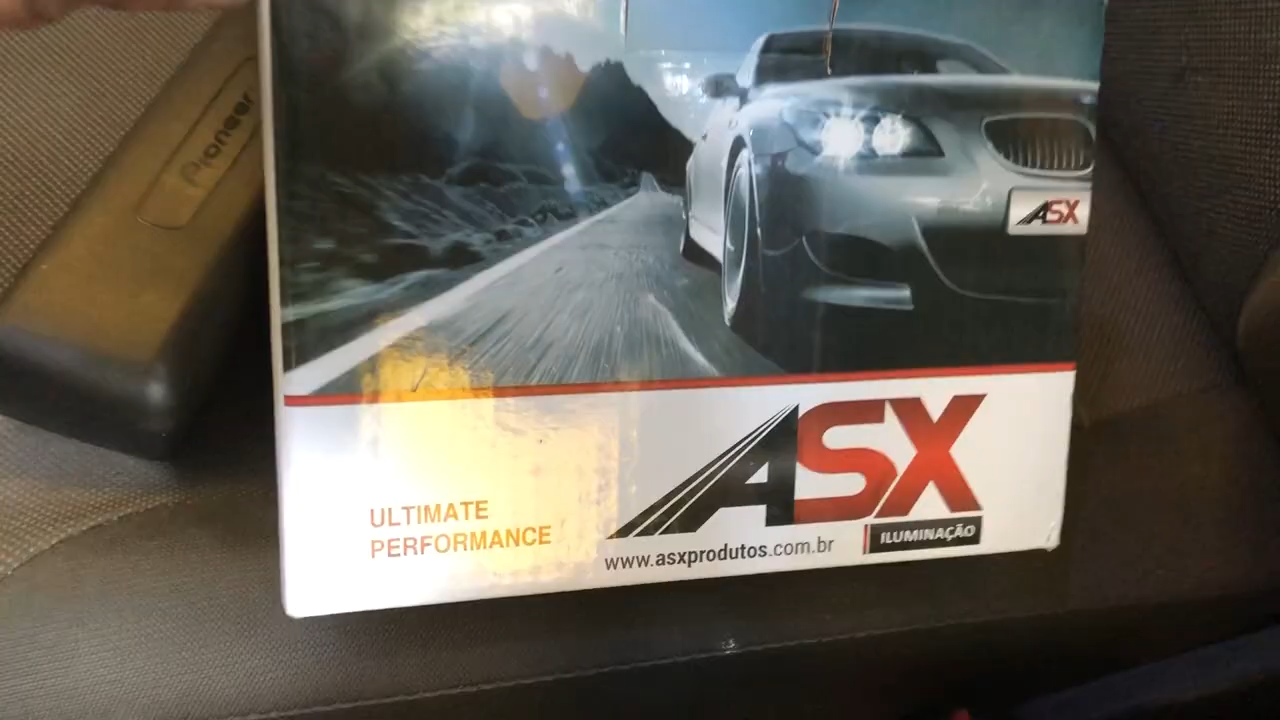 Pioneer
ASX
ASX
ULTIMATE
PERFORMANCE
www.asxprodutos.com.br
ILUMINAÇÃO